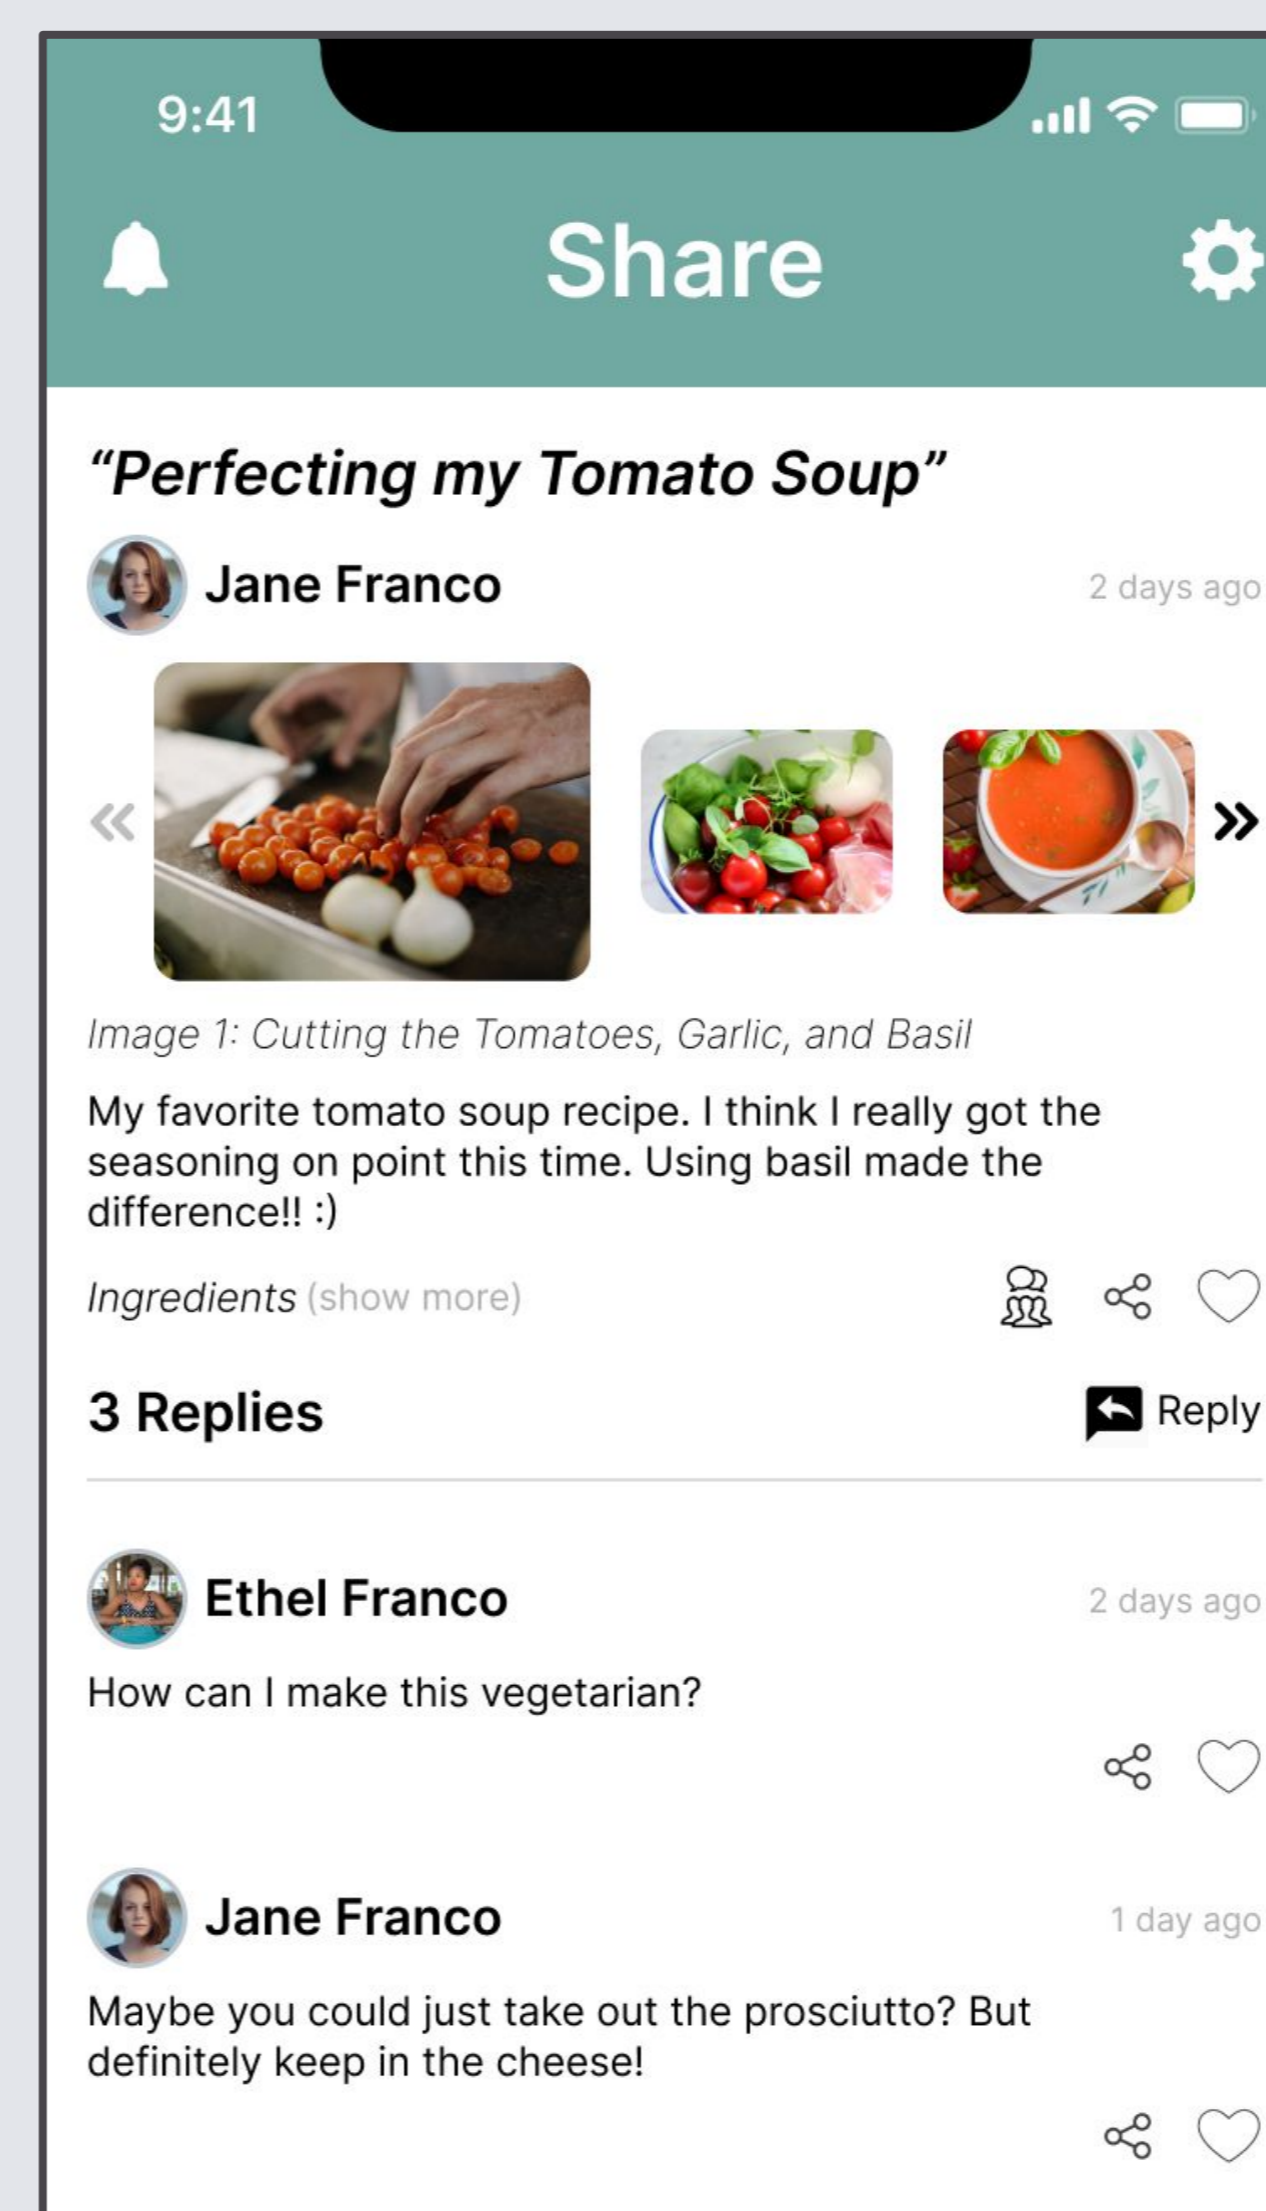 9:41
Share
“Perfecting my Tomato Soup”
Jane Franco
2 days ago
Image 1: Cutting the Tomatoes, Garlic, and Basil
My favorite tomato soup recipe. I think I really got the
seasoning on point this time. Using basil made the
difference!! :)
Ingredients (show more)
3 Replies
Reply
Ethel Franco
2 days ago
How can I make this vegetarian?
Jane Franco
1 day ago
Maybe you could just take out the prosciutto? But
definitely keep in the cheese!